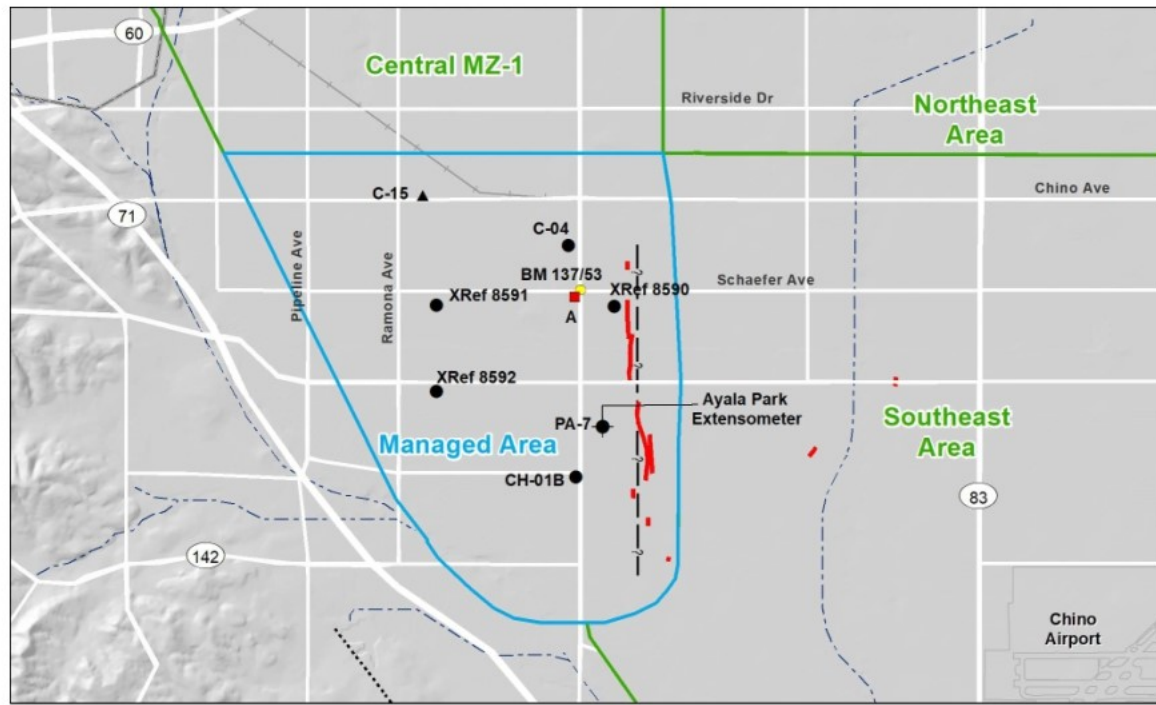 60
Central MZ-1
Riverside Dr
Northeast
Area
C-15
Chino Ave
71
C-04
Pipeline Ave
Ramona Ave
BM 137/53
Schaefer Ave
XRef 8591
XRef 8590
A
?
?
XRef 8592
Ayala Park
Extensometer
PA-7
Managed Area
Southeast
Area
?
CH-01B
83
142
?
Chino
Airport